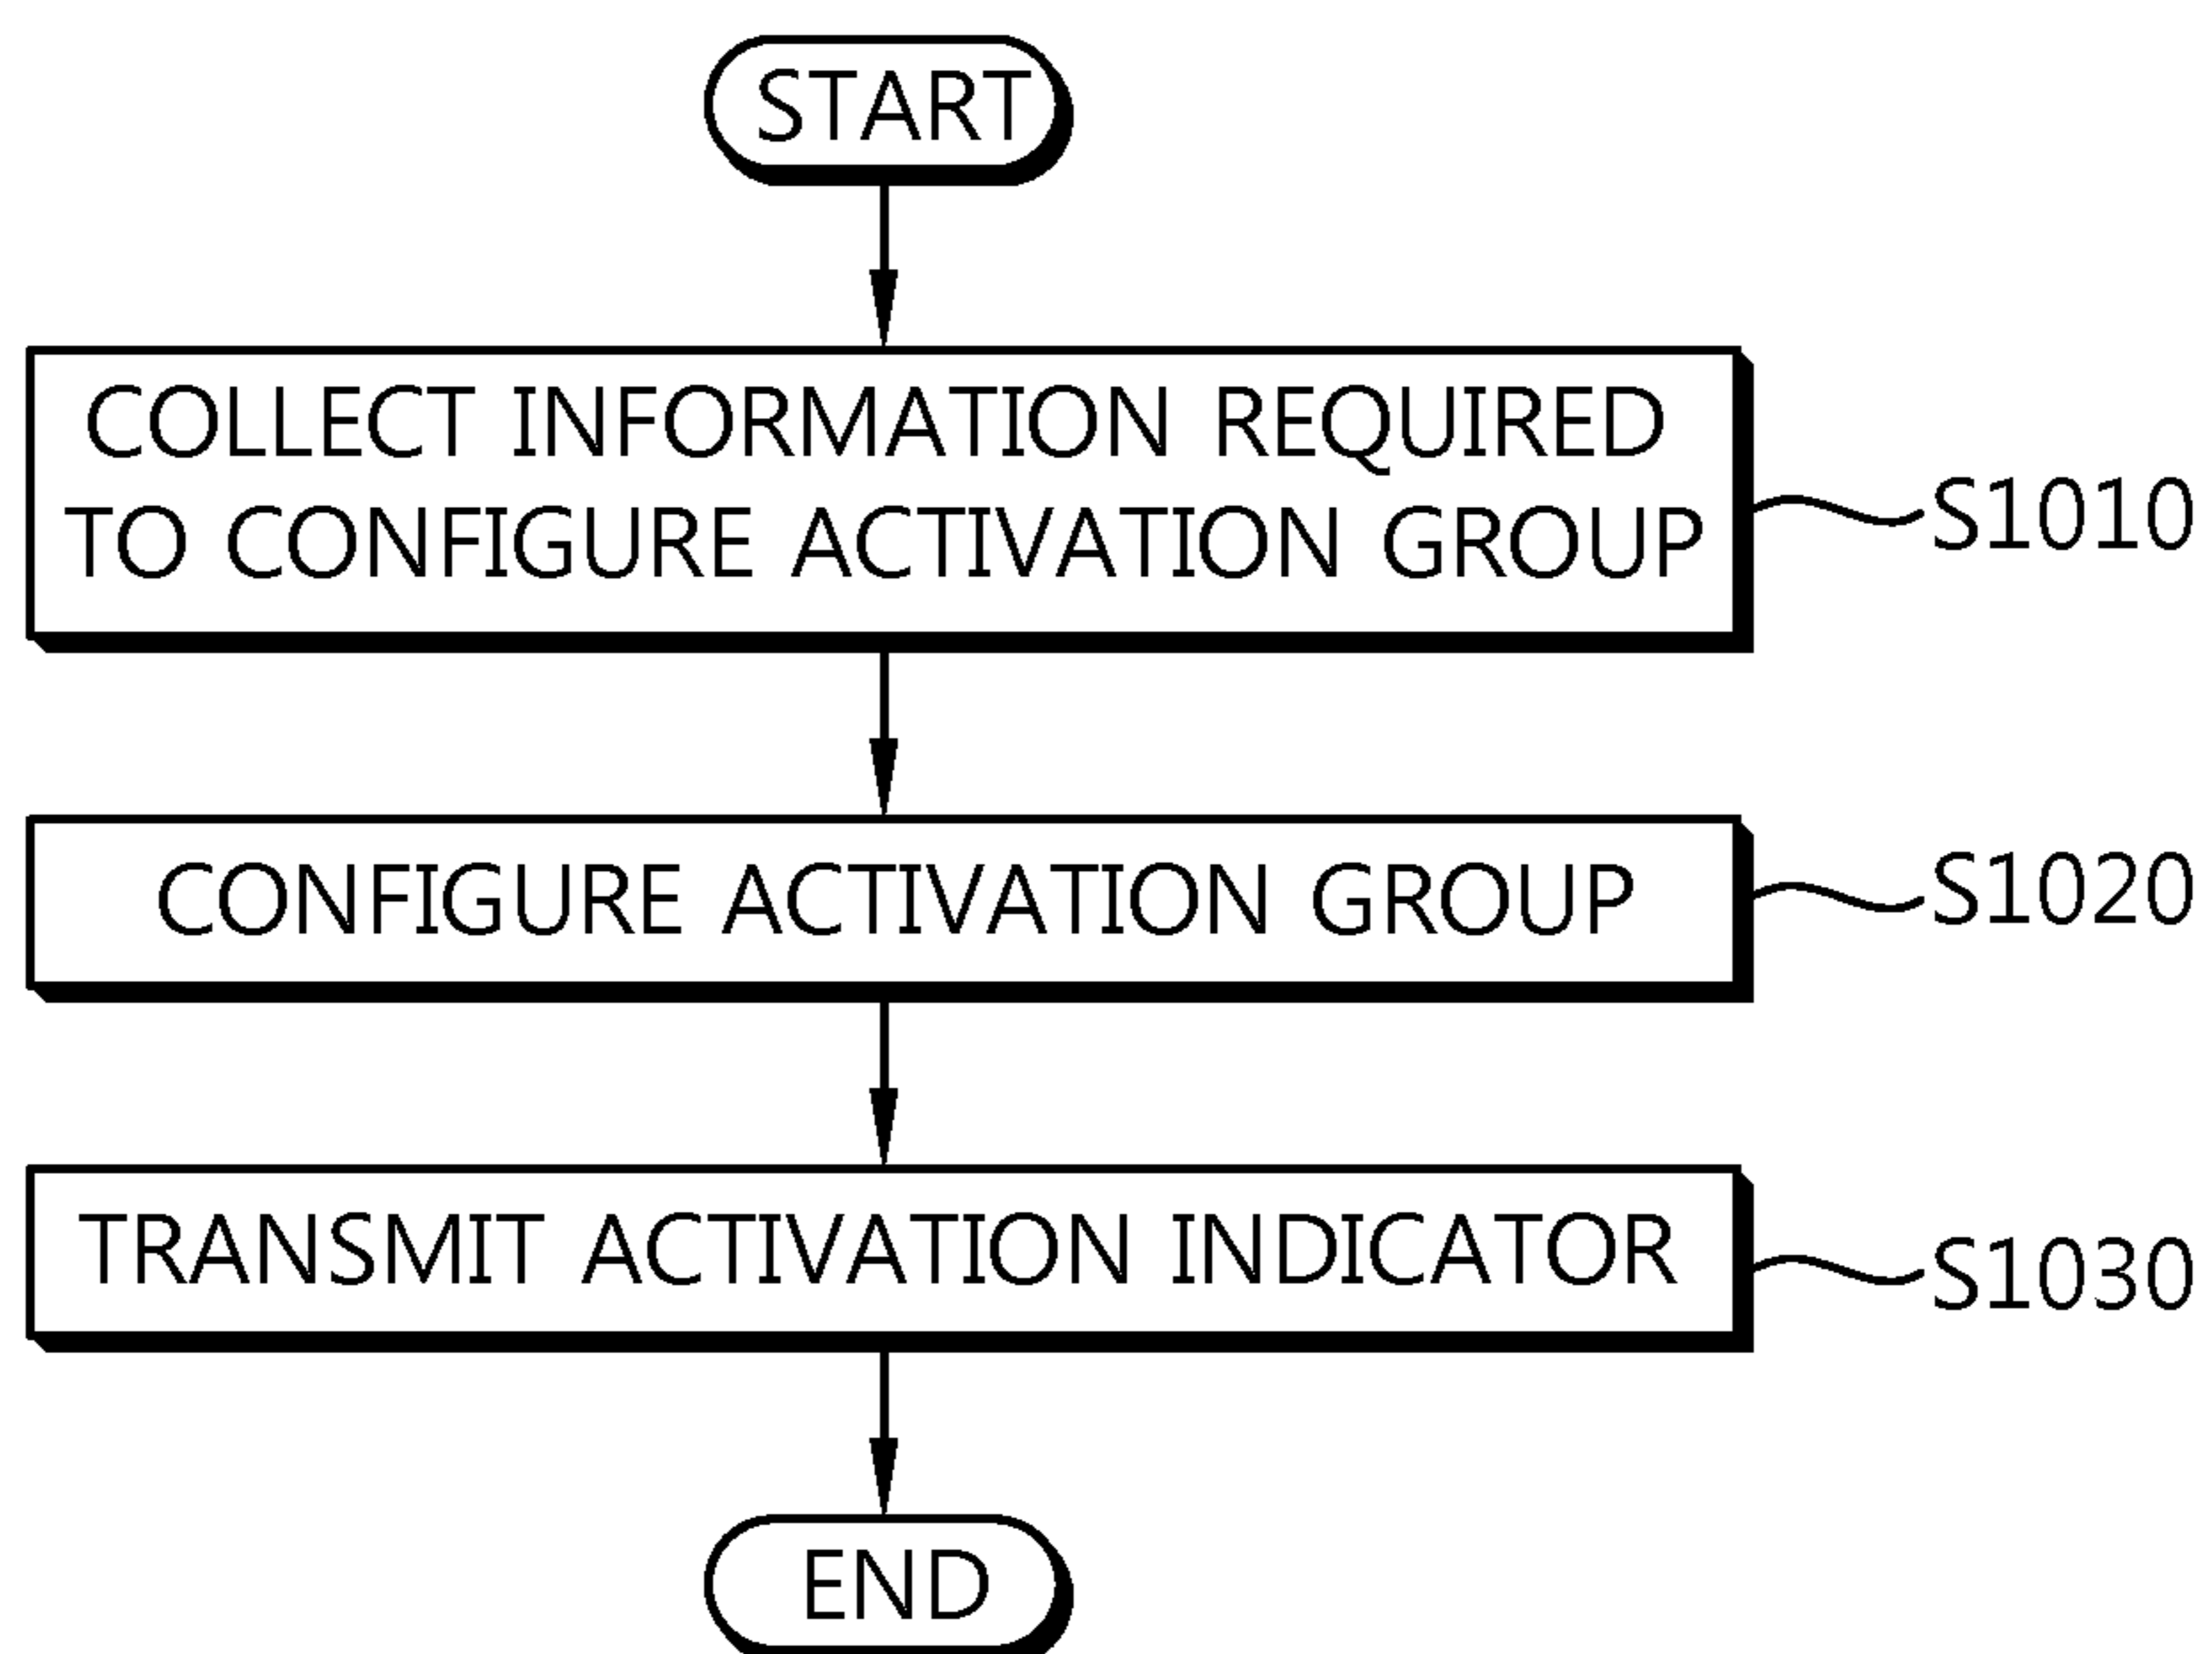 START
COLLECT INFORMATION REQUIRED
TO CONFIGURE ACTIVATION GROUP
S1010
CONFIGURE ACTIVATION GROUP
S1020
TRANSMIT ACTIVATION INDICATOR
S1030
END